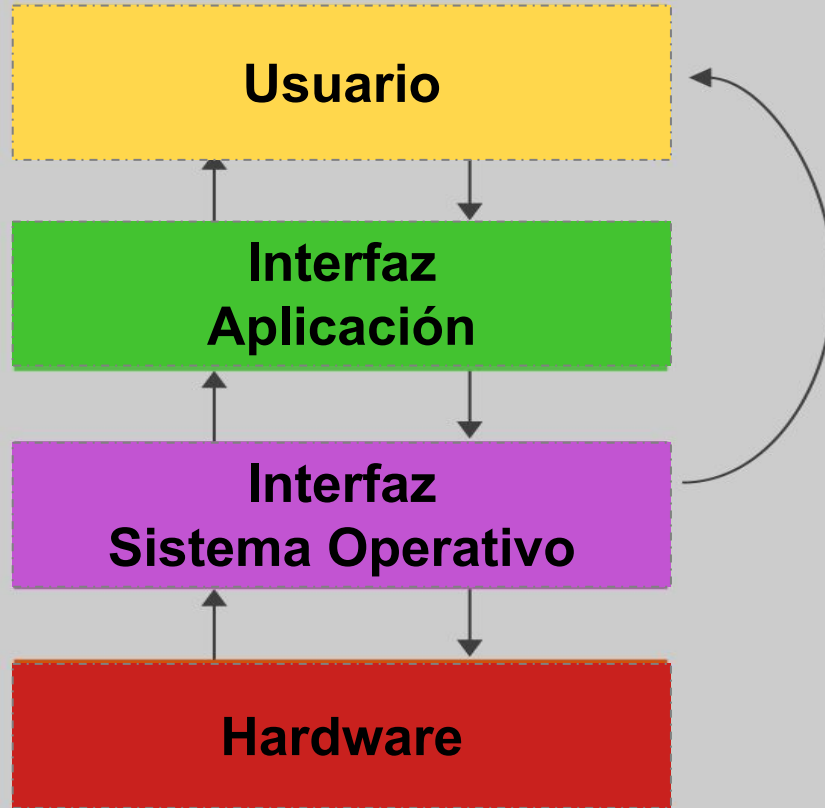 Usuario
Interfaz
Aplicación
Interfaz
Sistema Operativo
Hardware